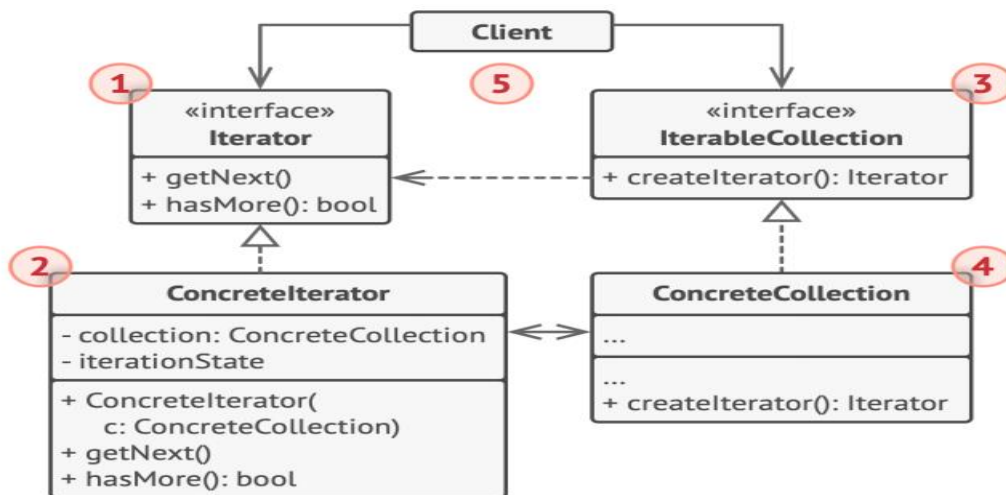 Client
1
5
3
«interface»
Iterator
+ getNext()
+ hasMore(): bool
«interface»
IterableCollection
+ createIterator(): Iterator
2
ConcreteIterator
- collection: ConcreteCollection
- iterationState
+ ConcreteIterator(
c: ConcreteCollection)
+ getNext()
+ hasMore(): bool
4
ConcreteCollection
...
...
+ createIterator(): Iterator